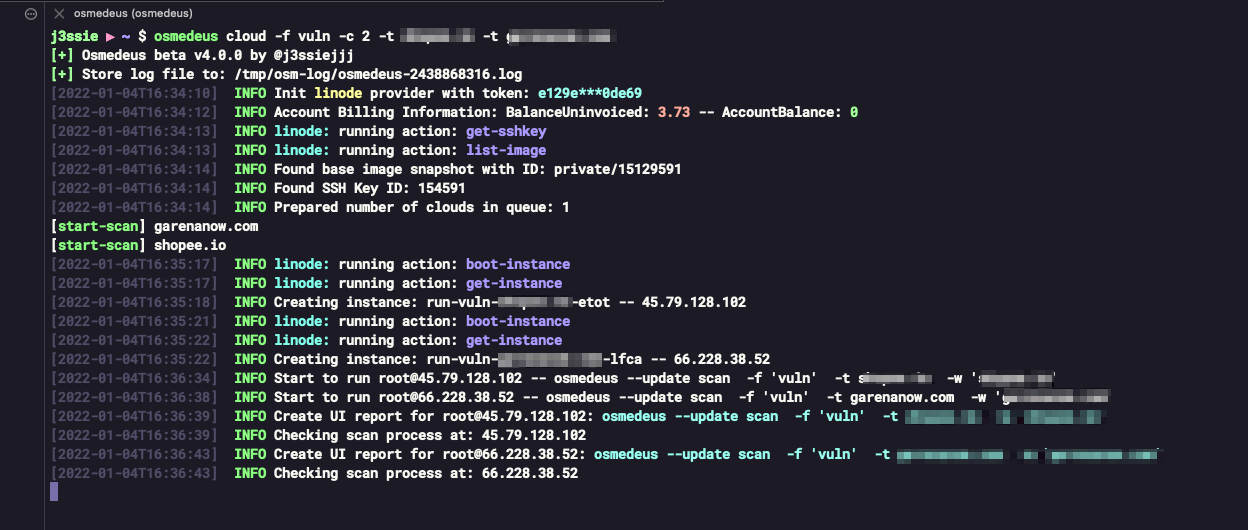 osmedeus (osmedeus)
j3ssie ▶ ~ $ osmedeus cloud -f vuln -c 2 -t -t
[+] Osmedeus beta v4.0.0 by @j3ssiejjj
[+] Store log file to: /tmp/osm-log/osmedeus-2438868316.log
[2022-01-04T16:34:10] INFO Init linode provider with token: e129e***0de69
[2022-01-04T16:34:12] INFO Account Billing Information: BalanceUninvoiced: 3.73 -- AccountBalance: 0
[2022-01-04T16:34:13] INFO linode: running action: get-sshkey
[2022-01-04T16:34:13] INFO linode: running action: list-image
[2022-01-04T16:34:14] INFO Found base image snapshot with ID: private/15129591
[2022-01-04T16:34:14] INFO Found SSH Key ID: 154591
[2022-01-04T16:34:14] INFO Prepared number of clouds in queue: 1
[start-scan] garenanow.com
[start-scan] shopee.io
[2022-01-04T16:35:17] INFO linode: running action: boot-instance
[2022-01-04T16:35:17] INFO linode: running action: get-instance
[2022-01-04T16:35:18] INFO Creating instance: run-vuln- -etot -- 45.79.128.102
[2022-01-04T16:35:21] INFO linode: running action: boot-instance
[2022-01-04T16:35:22] INFO linode: running action: get-instance
[2022-01-04T16:35:22] INFO Creating instance: run-vuln- -lfca -- 66.228.38.52
[2022-01-04T16:36:34] INFO Start to run root@45.79.128.102 -- osmedeus --update scan -f 'vuln' -t -w '
[2022-01-04T16:36:38] INFO Start to run root@66.228.38.52 -- osmedeus --update scan -f 'vuln' -t garenanow.com -w '
[2022-01-04T16:36:39] INFO Create UI report for root@45.79.128.102: osmedeus --update scan -f 'vuln' -t
[2022-01-04T16:36:39] INFO Checking scan process at: 45.79.128.102
[2022-01-04T16:36:43] INFO Create UI report for root@66.228.38.52: osmedeus --update scan -f 'vuln' -t
[2022-01-04T16:36:43] INFO Checking scan process at: 66.228.38.52